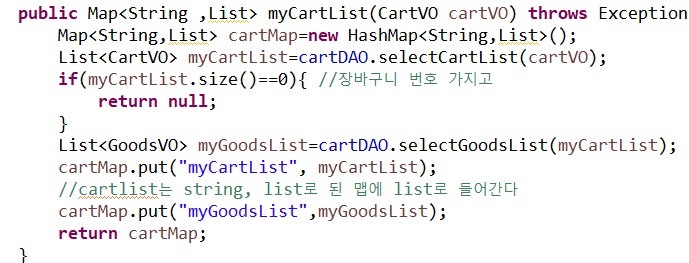 public Map<String ,List> myCartList(CartVO cartVO) throws Exception
Map<String,List> cartMap=new HashMap<String,List>();
List<CartVO> myCartList=cartDAO.selectCartList(cartVO);
if(myCartList.size()==0){ //장바구니 번호 가지고
return null;
}
List<GoodsVO> myGoodsList=cartDAO.selectGoodsList(myCartList);
cartMap.put("myCartList", myCartList);
//cartlist는 string, list로 된 맵에 list로 들어간다
cartMap.put("myGoodsList",myGoodsList);
return cartMap;
}